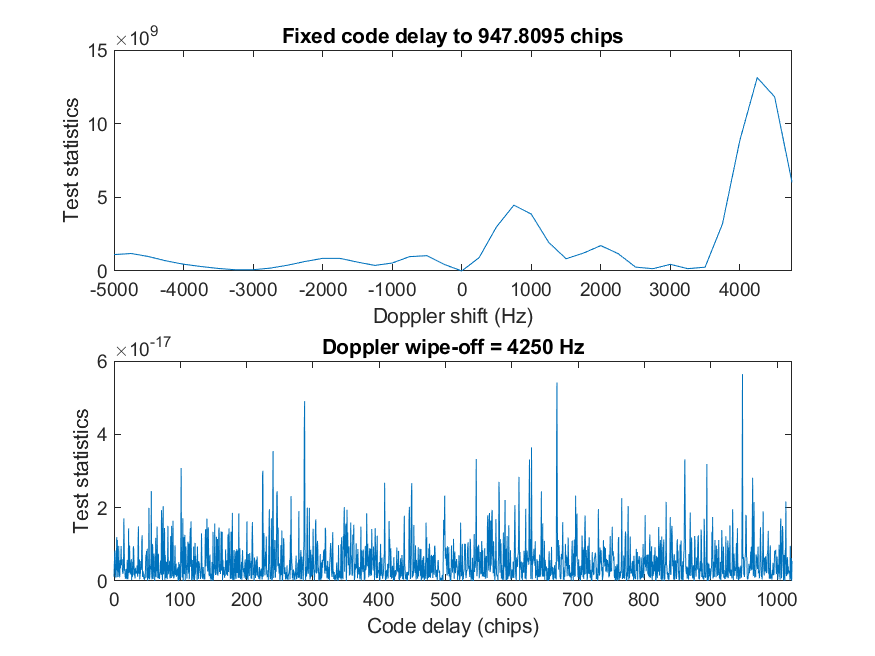 Fixed code delay to 947.8095 chips
×10^9
15
10
5
0
Test statistics
-5000 -4000 -3000 -2000 -1000 0 1000 2000 3000 4000
Doppler shift (Hz)
Doppler wipe-off = 4250 Hz
×10^-17
6
4
2
0
Test statistics
0 100 200 300 400 500 600 700 800 900 1000
Code delay (chips)